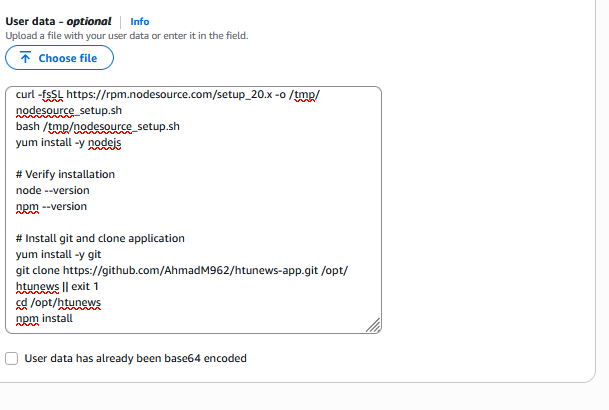 User data - optional Info
Upload a file with your user data or enter it in the field.
Choose file
curl -fsSL https://rpm.nodesource.com/setup_20.x -o /tmp/
nodesource_setup.sh
bash /tmp/nodesource_setup.sh
yum install -y nodejs
# Verify installation
node --version
npm --version
# Install git and clone application
yum install -y git
git clone https://github.com/AhmadM962/htunews-app.git /opt/
htunews || exit 1
cd /opt/htunews
npm install
User data has already been base64 encoded